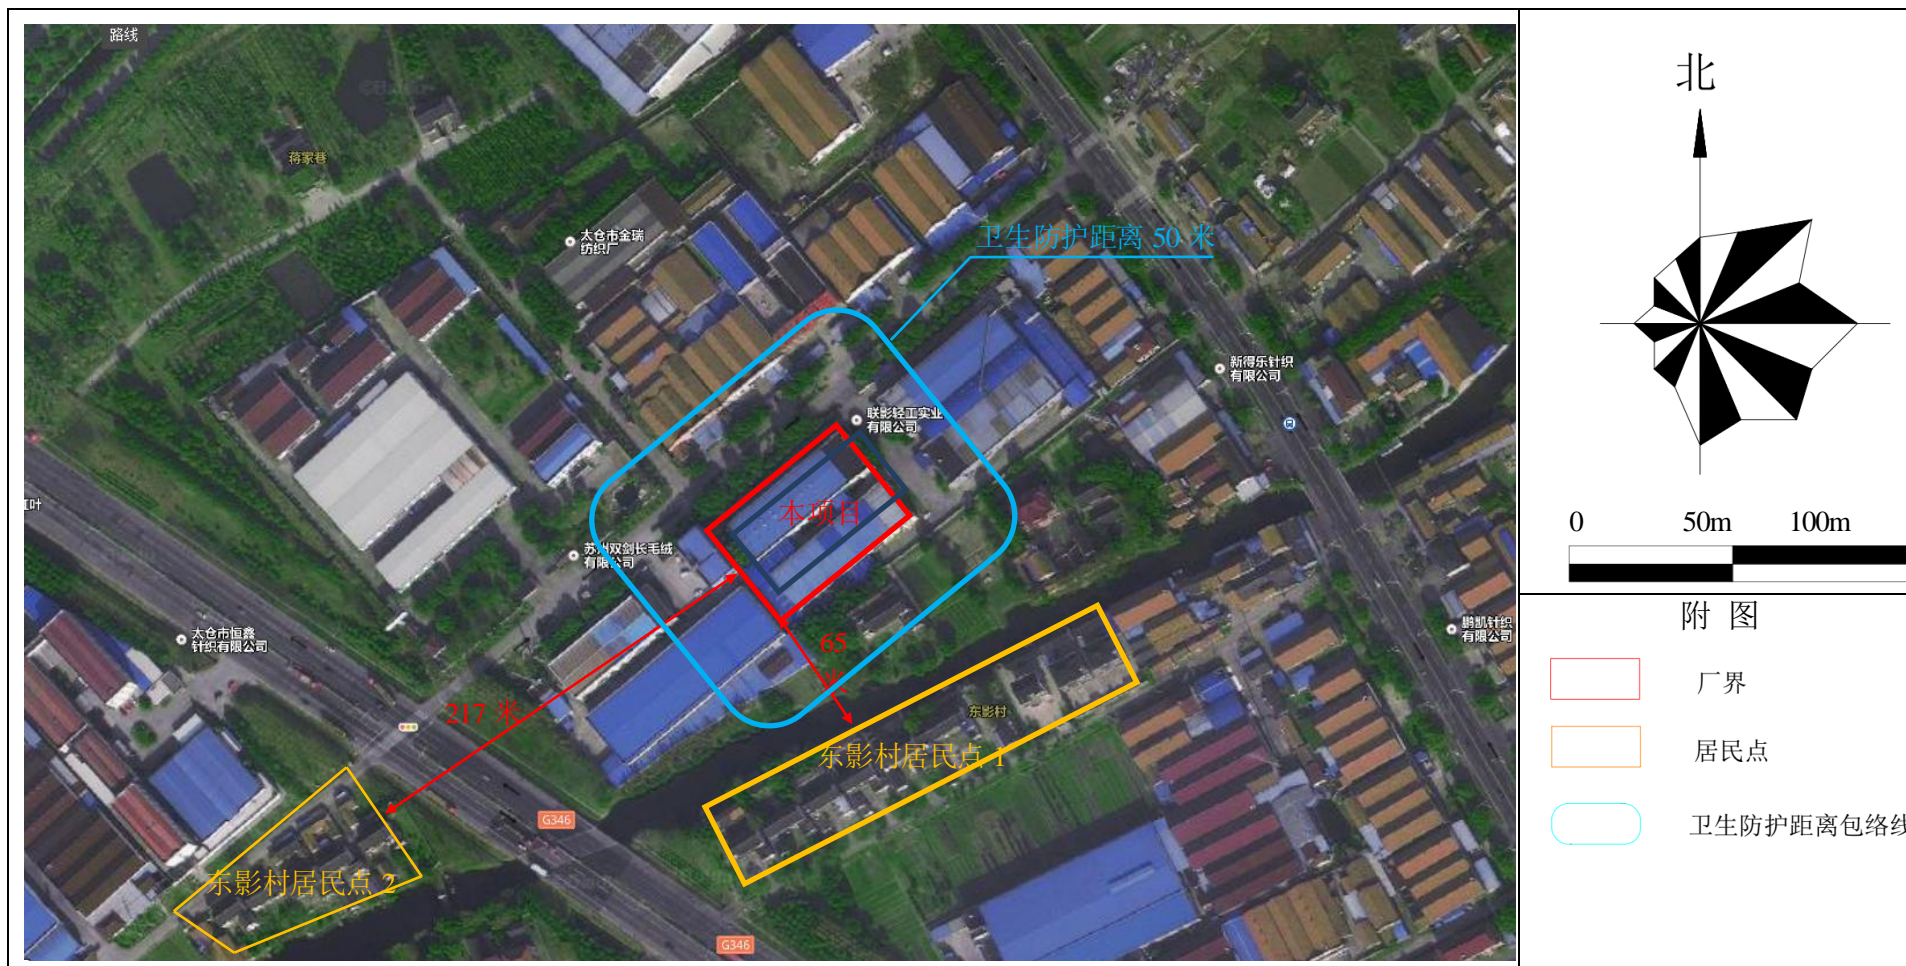 路线
蒋家巷
太仓市金瑞
纺织厂
卫生防护距离 50 米
新得乐针织
有限公司
联影轻工实业
有限公司
本项目
苏州双剑长毛绒
有限公司
太仓市恒鑫
针织有限公司
65
米
217 米
鹏凯针织
有限公司
东影村
东影村居民点 1
东影村居民点 2
G346
G346
北
0 50m 100m
附 图
厂界
居民点
卫生防护距离包络线